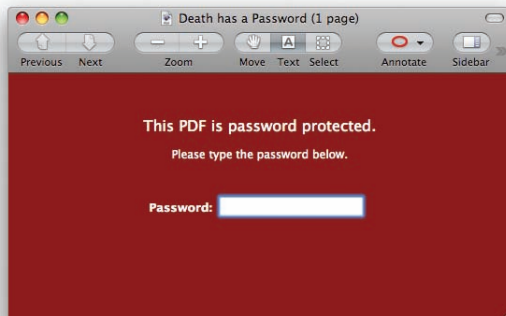 Death has a Password (1 page)
Previous Next Zoom Move Text Select Annotate Sidebar
This PDF is password protected.
Please type the password below.
Password: